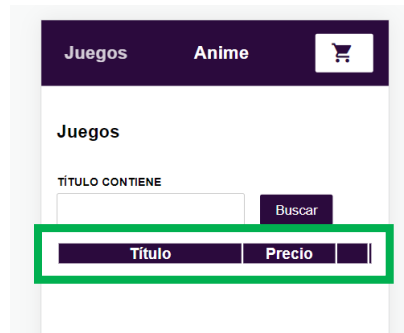 Juegos Anime
Juegos
TÍTULO CONTIENE
Buscar
Título Precio